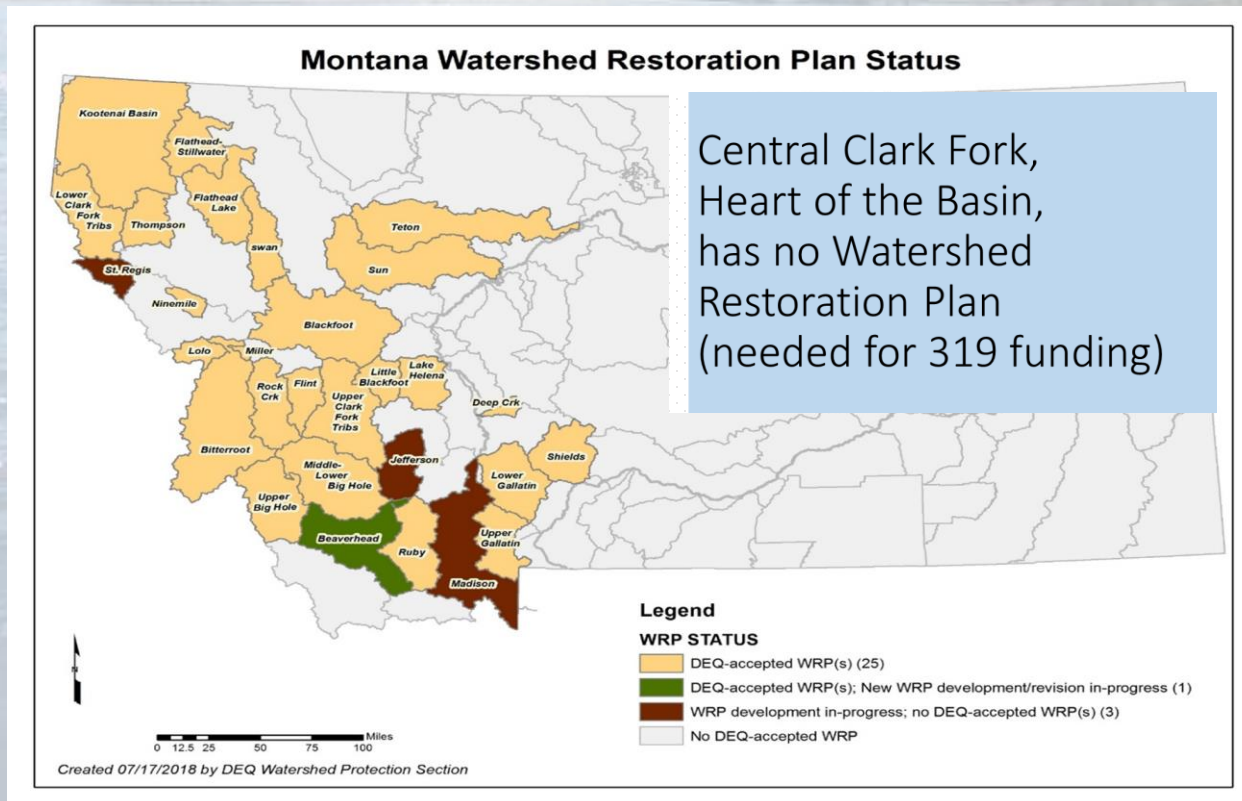 Montana Watershed Restoration Plan Status
Central Clark Fork,
Heart of the Basin,
has no Watershed
Restoration Plan
(needed for 319 funding)
Kootenai Basin
Flathead-
Stillwater
Lower
Clark
Fork
Tribs
Thompson
Flathead
Lake
swan
Teton
Sun
St. Regis
Ninemile
Blackfoot
Lolo
Miller
Rock
Crk
Flint
Upper
Clark
Fork
Tribs
Little
Blackfoot
Lake
Helena
Deep Crk
Bitterroot
Middle-
Lower
Big Hole
Jefferson
Lower
Gallatin
Shields
Upper
Big Hole
Beaverhead
Ruby
Upper
Gallatin
Madison
Legend
WRP STATUS
DEQ-accepted WRP(s) (25)
DEQ-accepted WRP(s); New WRP development/revision in-progress (1)
WRP development in-progress; no DEQ-accepted WRP(s) (3)
No DEQ-accepted WRP
N
Miles
0 12.5 25 50 75 100
Created 07/17/2018 by DEQ Watershed Protection Section